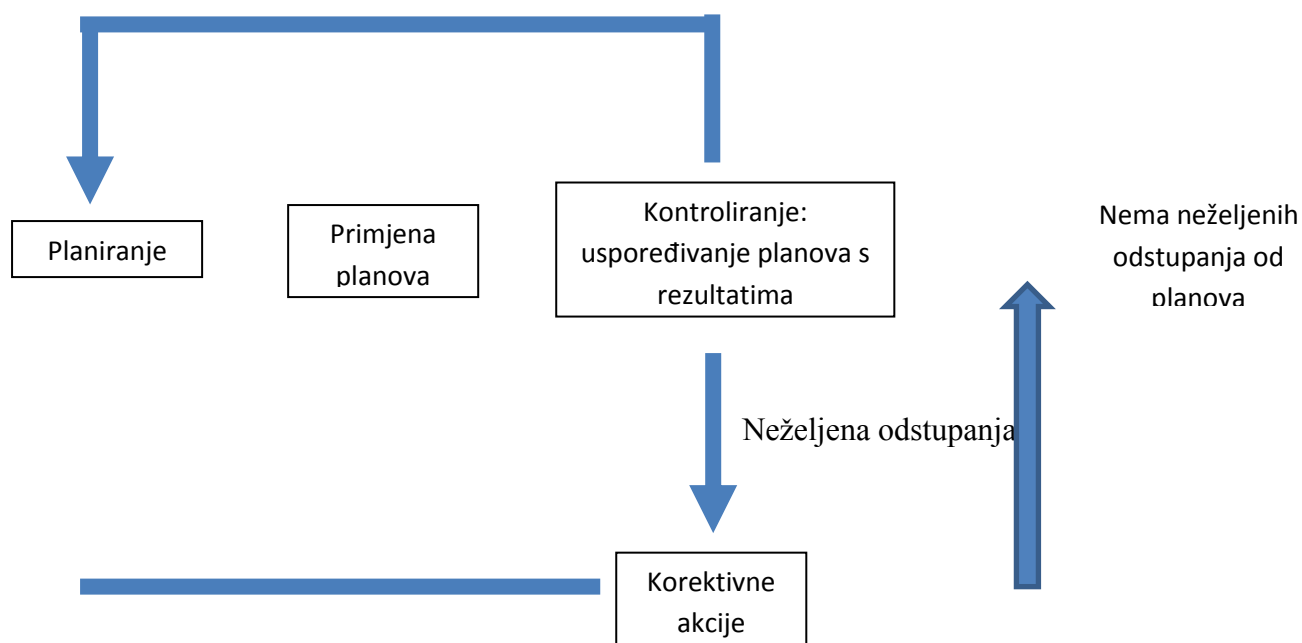 Planiranje
Primjena
planova
Kontroliranje:
uspoređivanje planova s
rezultatima
Nema neželjenih
odstupanja od
planova
Neželjena odstupanja
Korektivne
akcije